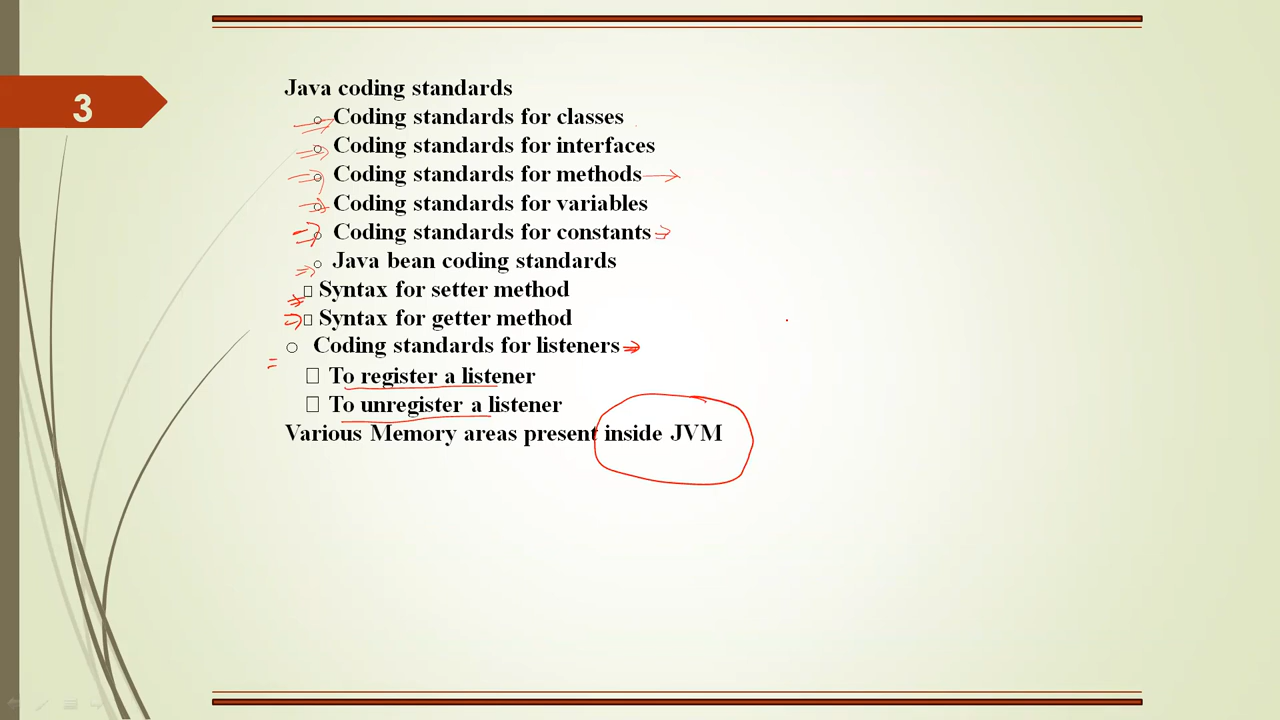 3
Java coding standards
Coding standards for classes
Coding standards for interfaces
Coding standards for methods
Coding standards for variables
Coding standards for constants
Java bean coding standards
Syntax for setter method
Syntax for getter method
Coding standards for listeners
To register a listener
To unregister a listener
Various Memory areas present inside JVM